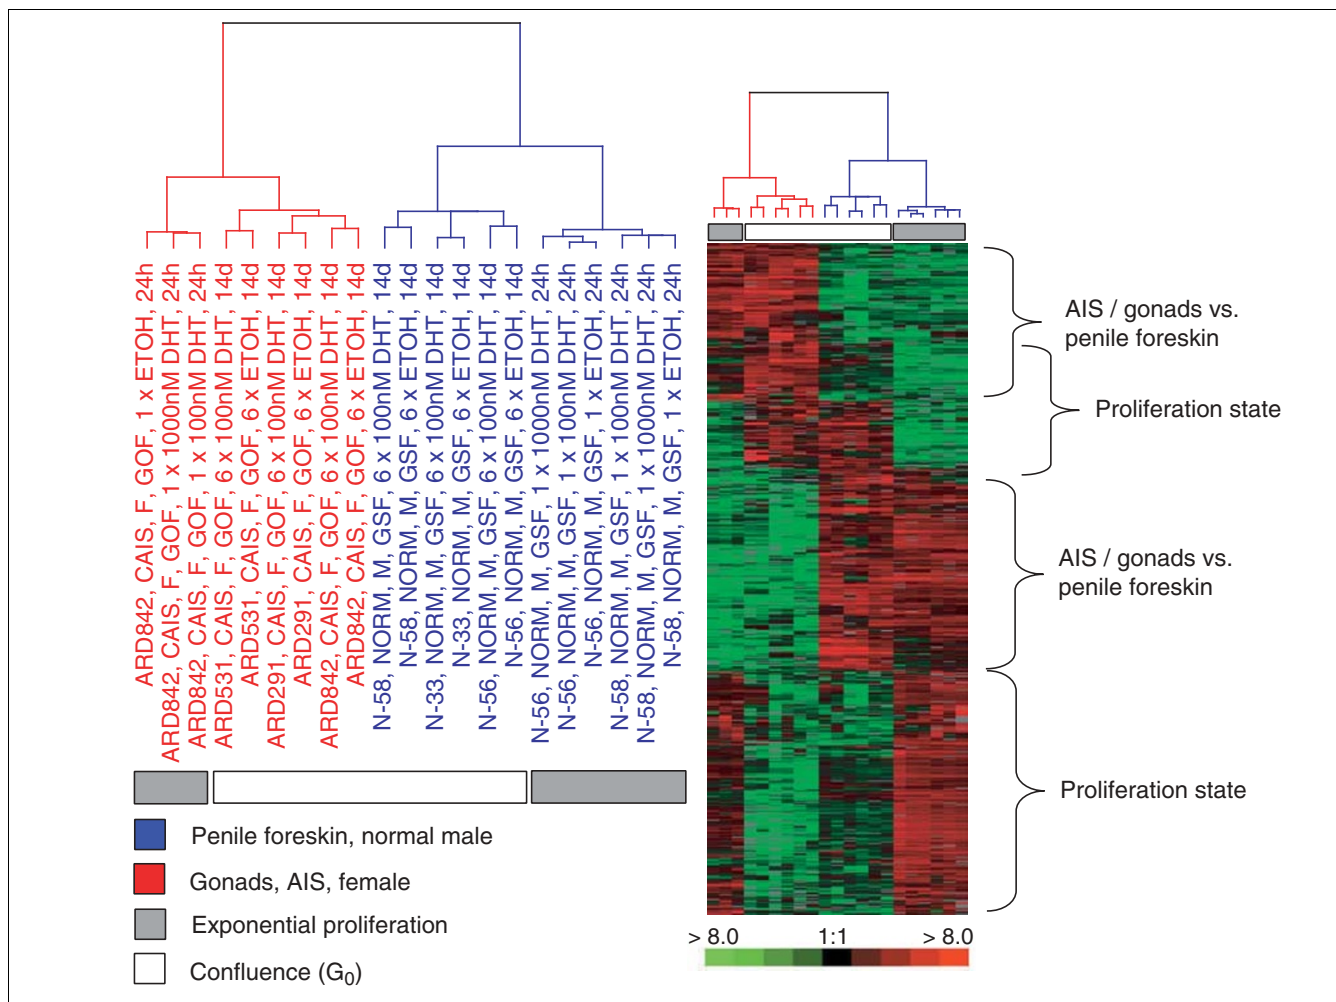 ARD842, CAIS, F, GOF, 1 x ETOH, 24h
ARD842, CAIS, F, GOF, 1 x 1000nM DHT, 24h
ARD842, CAIS, F, GOF, 1 x 100nM DHT, 24h
ARD531, CAIS, F, GOF, 6 x 100nM DHT, 14d
ARD531, CAIS, F, GOF, 6 x ETOH, 14d
ARD291, CAIS, F, GOF, 6 x 100nM DHT, 14d
ARD291, CAIS, F, GOF, 6 x ETOH, 14d
ARD842, CAIS, F, GOF, 6 x 100nM DHT, 14d
ARD842, CAIS, F, GOF, 6 x ETOH, 14d
N-58, NORM, M, GSF, 6 x 100nM DHT, 14d
N-58, NORM, M, GSF, 6 x ETOH, 14d
N-33, NORM, M, GSF, 6 x 100nM DHT, 14d
N-33, NORM, M, GSF, 6 x ETOH, 14d
N-56, NORM, M, GSF, 6 x 100nM DHT, 14d
N-56, NORM, M, GSF, 6 x ETOH, 14d
N-56, NORM, M, GSF, 1 x 1000nM DHT, 24h
N-56, NORM, M, GSF, 1 x 100nM DHT, 24h
N-56, NORM, M, GSF, 1 x ETOH, 24h
N-58, NORM, M, GSF, 1 x 100nM DHT, 24h
N-58, NORM, M, GSF, 1 x 1000nM DHT, 24h
N-58, NORM, M, GSF, 1 x ETOH, 24h
Penile foreskin, normal male
Gonads, AIS, female
Exponential proliferation
Confluence (G0)
AIS / gonads vs.
penile foreskin
Proliferation state
AIS / gonads vs.
penile foreskin
Proliferation state
> 8.0 1:1 > 8.0